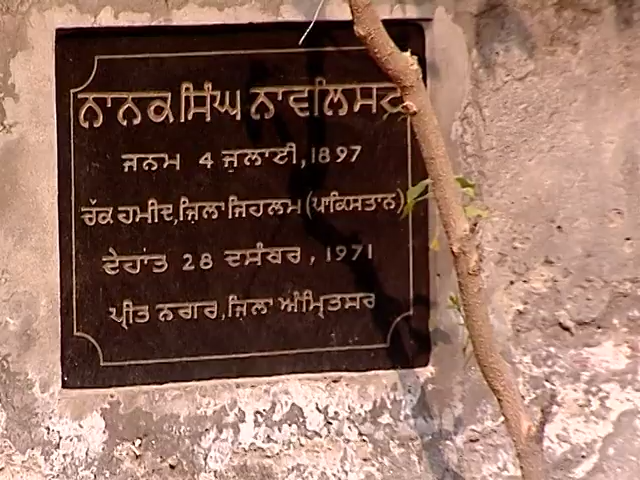 ਨਾਨਕ ਸਿੰਘ ਨਾਵਲਿਸਟ
ਜਨਮ 4 ਜੁਲਾਈ, 1897
ਚੱਕ ਹਮੀਦ, ਜ਼ਿਲਾ ਜਿਹਲਮ (ਪਾਕਿਸਤਾਨ)
ਦੇਹਾਂਤ 28 ਦਸੰਬਰ, 1971
ਪ੍ਰੀਤ ਨਗਰ, ਜ਼ਿਲਾ ਅੰਮ੍ਰਿਤਸਰ